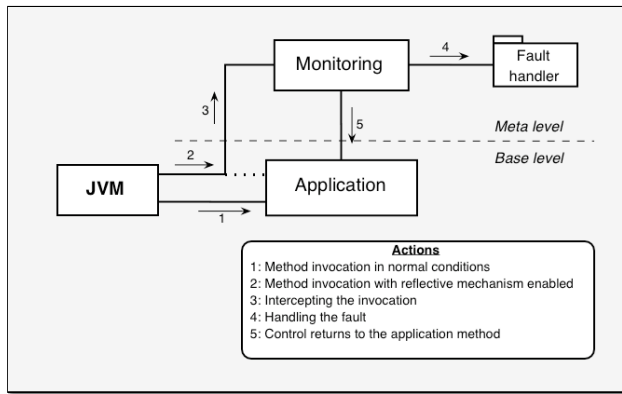 4
Monitoring
Fault
handler
3
5
Meta level
Base level
2
JVM
Application
1
Actions
1: Method invocation in normal conditions
2: Method invocation with reflective mechanism enabled
3: Intercepting the invocation
4: Handling the fault
5: Control returns to the application method